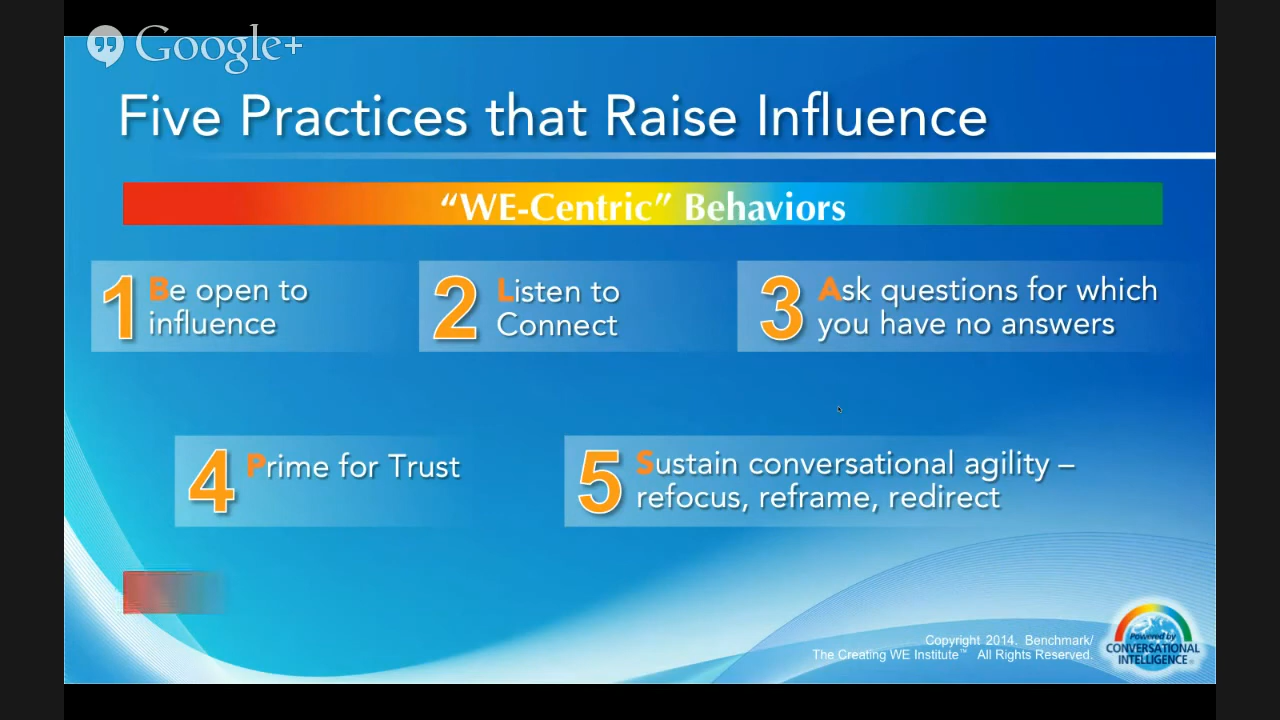 Google+
Five Practices that Raise Influence
“WE-Centric” Behaviors
1 Be open to
influence
2 Listen to
Connect
3 Ask questions for which
you have no answers
4 Prime for Trust
5 Sustain conversational agility –
refocus, reframe, redirect
Copyright 2014. Benchmark/
The Creating WE Institute™ All Rights Reserved.
Powered by
CONVERSATIONAL
INTELLIGENCE®